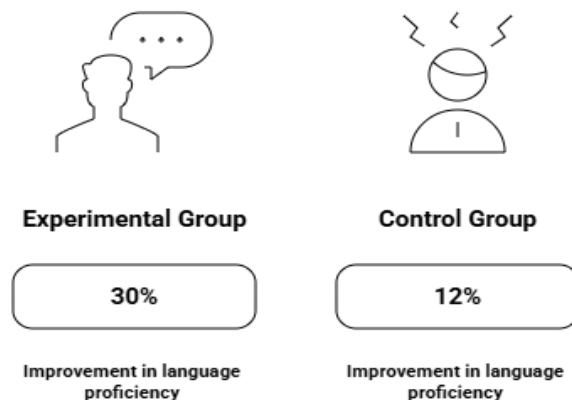 Experimental Group
Control Group
30%
12%
Improvement in language
proficiency
Improvement in language
proficiency